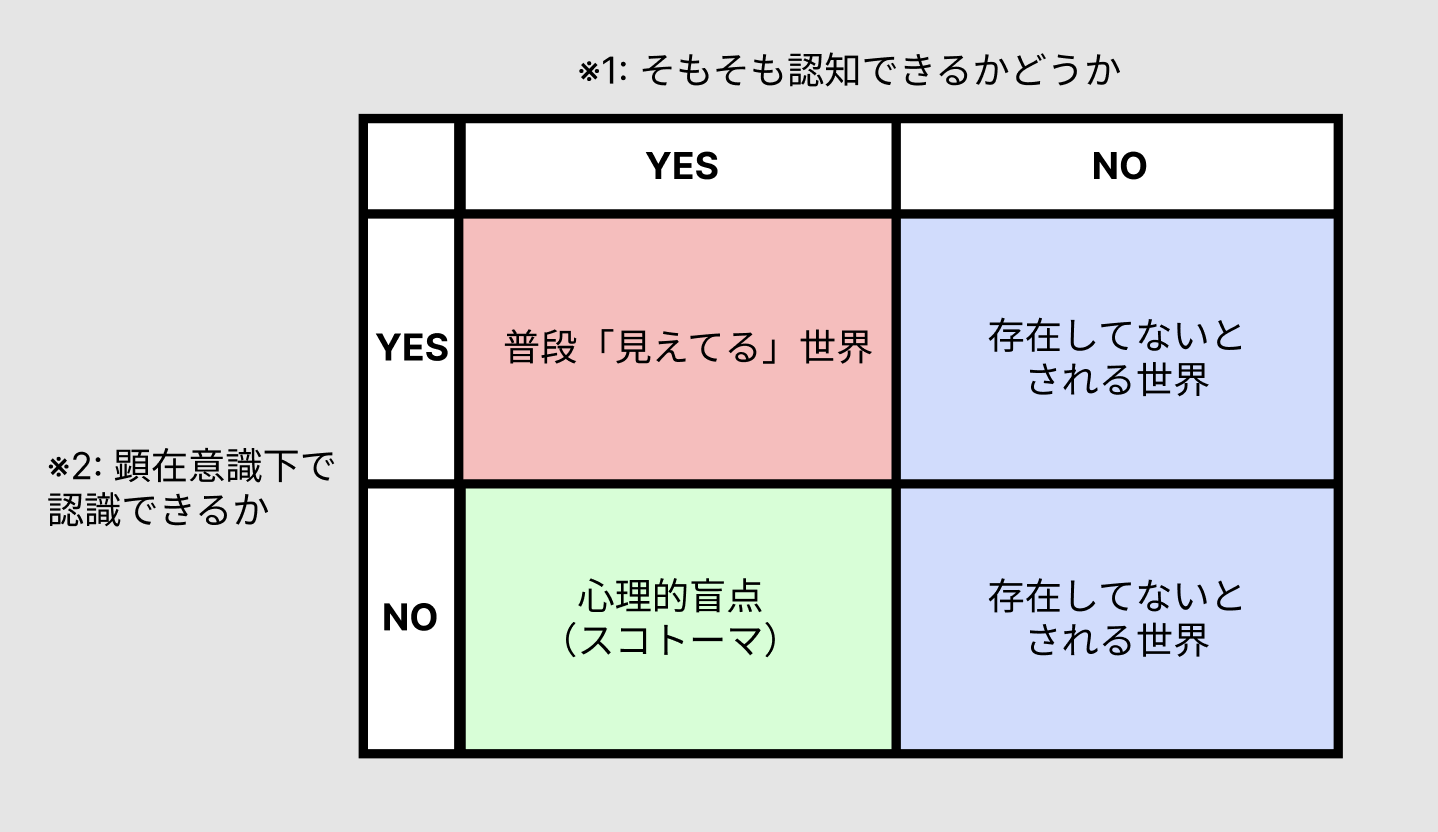 ※1: そもそも認知できるかどうか
YES
NO
YES
普段「見えてる」世界
存在してないと
される世界
※2: 顕在意識下で
認識できるか
NO
心理的盲点
（スコトーマ）
存在してないと
される世界